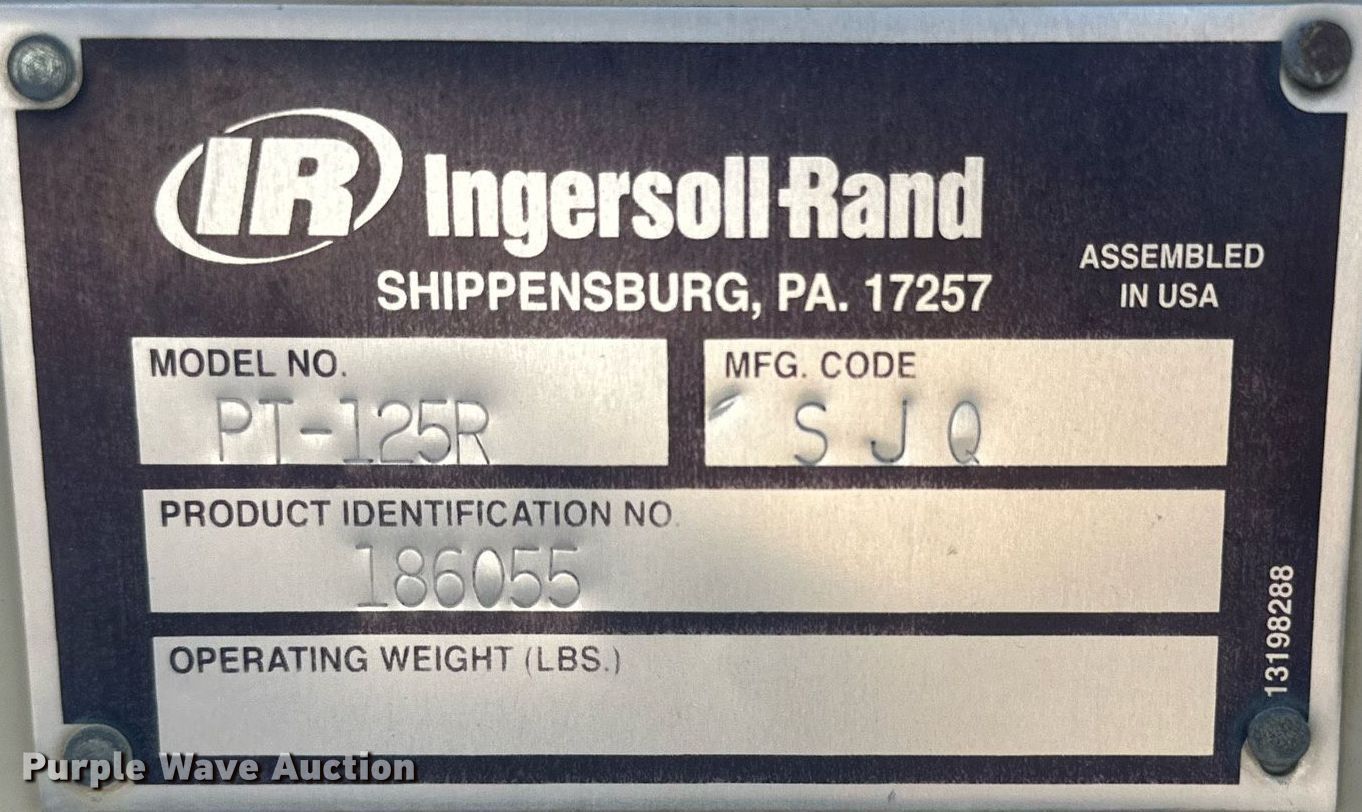 IR Ingersoll-Rand
SHIPPENSBURG, PA. 17257
ASSEMBLED
IN USA
MODEL NO.
PT-125R
MFG. CODE
S J Q
PRODUCT IDENTIFICATION NO.
186055
OPERATING WEIGHT (LBS.)
13198288
Purple Wave Auction